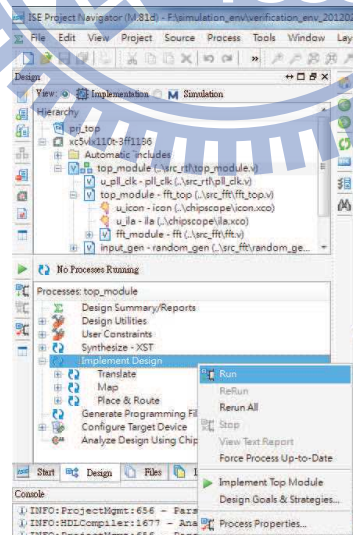 ISE Project Navigator (M.81d) - F:\simulation_env\verification_env_20120
File Edit View Project Source Process Tools Window Lay
Design
View: Implementation Simulation
Hierarchy
prj_top
xc5vlx110t-3ff1136
Automatic `includes
top_module (..\src_rtl\top_module.v)
u_pll_clk - pll_clk (..\src_rtl\pll_clk.v)
top_module - fft_top (..\src_fft\fft_top.v)
u_icon - icon (..\chipscope\icon.xco)
u_ila - ila (..\chipscope\ila.xco)
fft_module - fft (..\src_fft\fft.v)
input_gen - random_gen (..\src_fft\random_ge...
No Processes Running
Processes: top_module
Design Summary/Reports
Design Utilities
User Constraints
Synthesize - XST
Implement Design
Run
Translate
ReRun
Map
Rerun All
Place & Route
Stop
Generate Programming Fil
View Text Report
Configure Target Device
Force Process Up-to-Date
Analyze Design Using Chip
Implement Top Module
Start Design Files
Design Goals & Strategies...
Console
Process Properties...
INFO:ProjectMgmt:656 - Pars
INFO:HDLCompiler:1677 - Ana
INFO:ProjectMgmt:656 - Pars